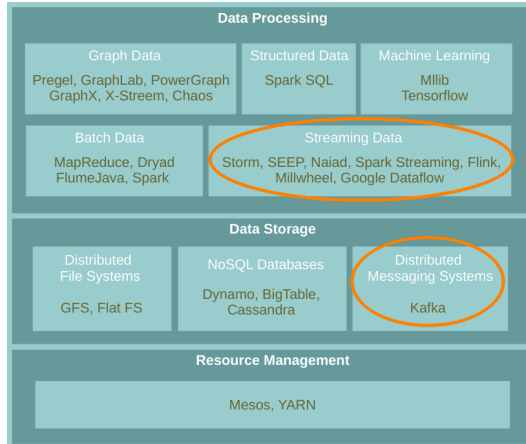 Data Processing
Graph Data
Pregel, GraphLab, PowerGraph
GraphX, X-Streem, Chaos
Structured Data
Spark SQL
Machine Learning
Mllib
Tensorflow
Batch Data
MapReduce, Dryad
FlumeJava, Spark
Streaming Data
Storm, SEEP, Naiad, Spark Streaming, Flink,
Millwheel, Google Dataflow
Data Storage
Distributed
File Systems
GFS, Flat FS
NoSQL Databases
Dynamo, BigTable,
Cassandra
Distributed
Messaging Systems
Kafka
Resource Management
Mesos, YARN